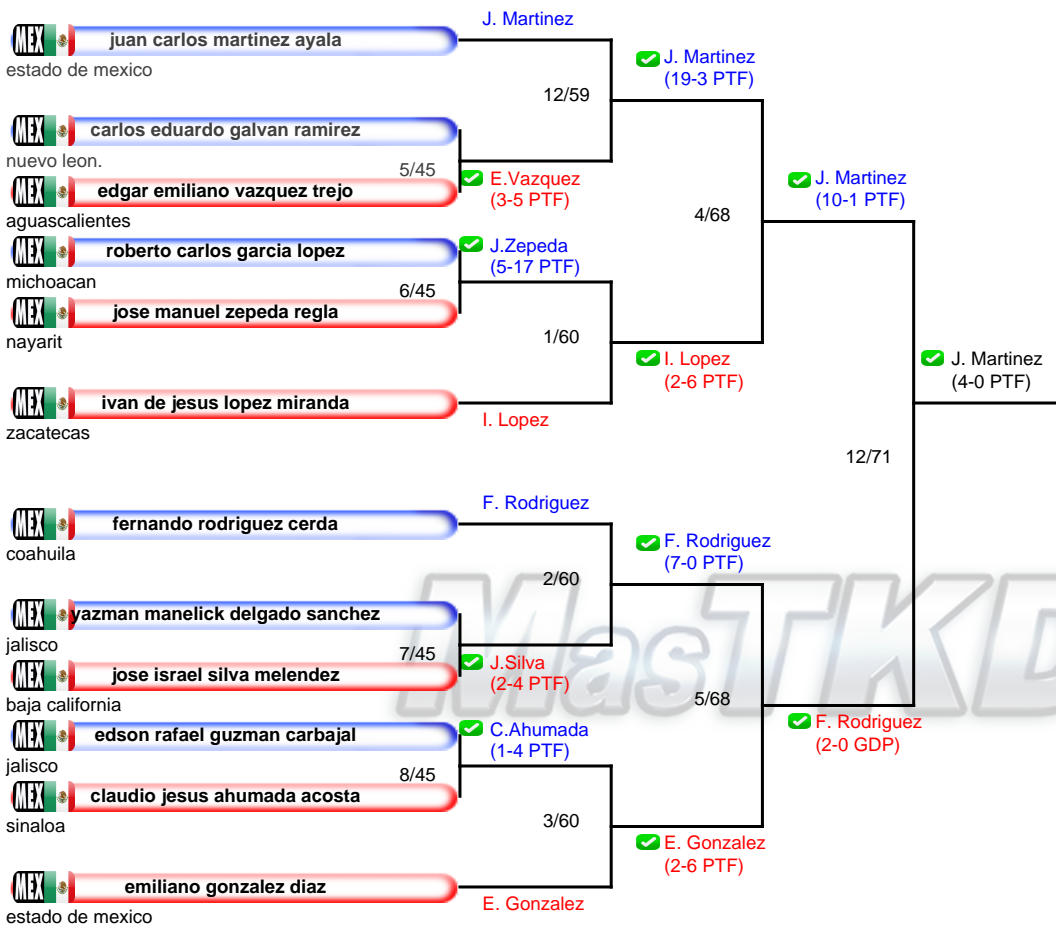 J. Martinez
MEX juan carlos martinez ayala
estado de mexico
J. Martinez
(19-3 PTF)
12/59
MEX carlos eduardo galvan ramirez
nuevo leon.
5/45
E.Vazquez
(3-5 PTF)
MEX edgar emiliano vazquez trejo
aguascalientes
J. Martinez
(10-1 PTF)
4/68
MEX roberto carlos garcia lopez
michoacan
J.Zepeda
(5-17 PTF)
6/45
MEX jose manuel zepeda regla
nayarit
1/60
I. Lopez
(2-6 PTF)
J. Martinez
(4-0 PTF)
MEX ivan de jesus lopez miranda
zacatecas
I. Lopez
12/71
F. Rodriguez
MEX fernando rodriguez cerda
coahuila
F. Rodriguez
(7-0 PTF)
2/60
MasTKD
MEX yazman manelick delgado sanchez
jalisco
7/45
J.Silva
(2-4 PTF)
MEX jose israel silva melendez
baja california
5/68
F. Rodriguez
(2-0 GDP)
MEX edson rafael guzman carbajal
jalisco
C.Ahumada
(1-4 PTF)
8/45
MEX claudio jesus ahumada acosta
sinaloa
3/60
E. Gonzalez
(2-6 PTF)
MEX emiliano gonzalez diaz
estado de mexico
E. Gonzalez